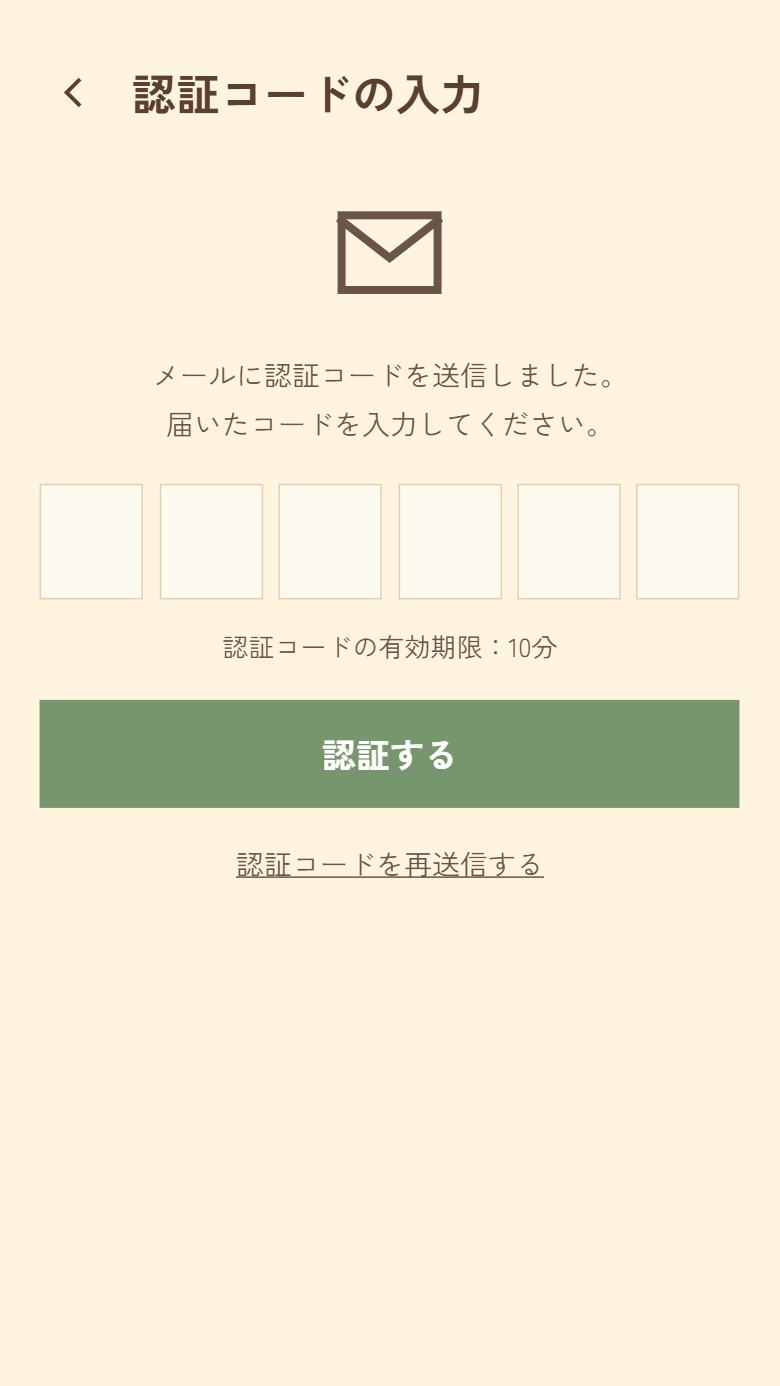 認証コードの入力
メールに認証コードを送信しました。
届いたコードを入力してください。
認証コードの有効期限：10分
認証する
認証コードを再送信する